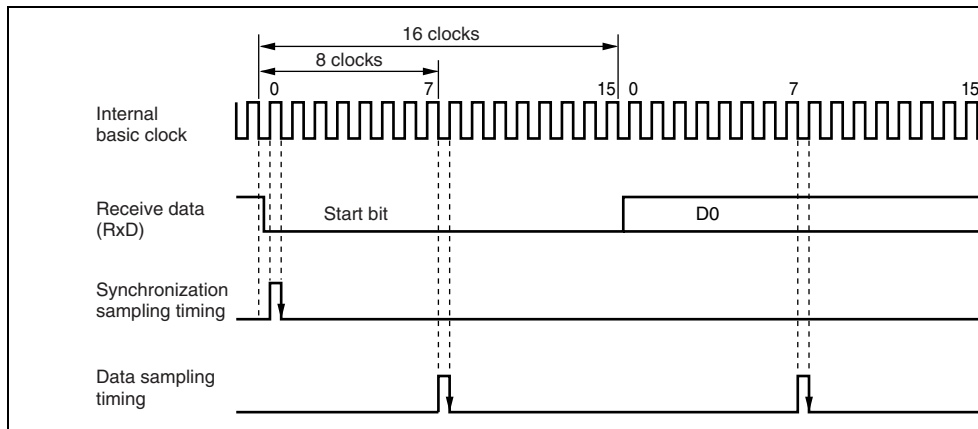 16 clocks
8 clocks
0 7 15 0 7 15
Internal
basic clock
Receive data
(RxD)
Start bit D0
Synchronization
sampling timing
Data sampling
timing